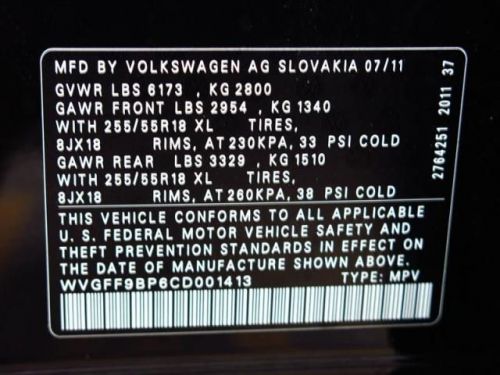 MFD BY VOLKSWAGEN AG SLOVAKIA 07/11
GVWR LBS 6173 , KG 2800
GAWR FRONT LBS 2954 , KG 1340
WITH 255/55R18 XL TIRES,
8JX18 RIMS, AT 230KPA, 33 PSI COLD
GAWR REAR LBS 3329 , KG 1510
WITH 255/55R18 XL TIRES,
8JX18 RIMS, AT 260KPA, 38 PSI COLD
THIS VEHICLE CONFORMS TO ALL APPLICABLE
U. S. FEDERAL MOTOR VEHICLE SAFETY AND
THEFT PREVENTION STANDARDS IN EFFECT ON
THE DATE OF MANUFACTURE SHOWN ABOVE.
WVGFF9BP6CD001413 TYPE: MPV
2764251 2011 37